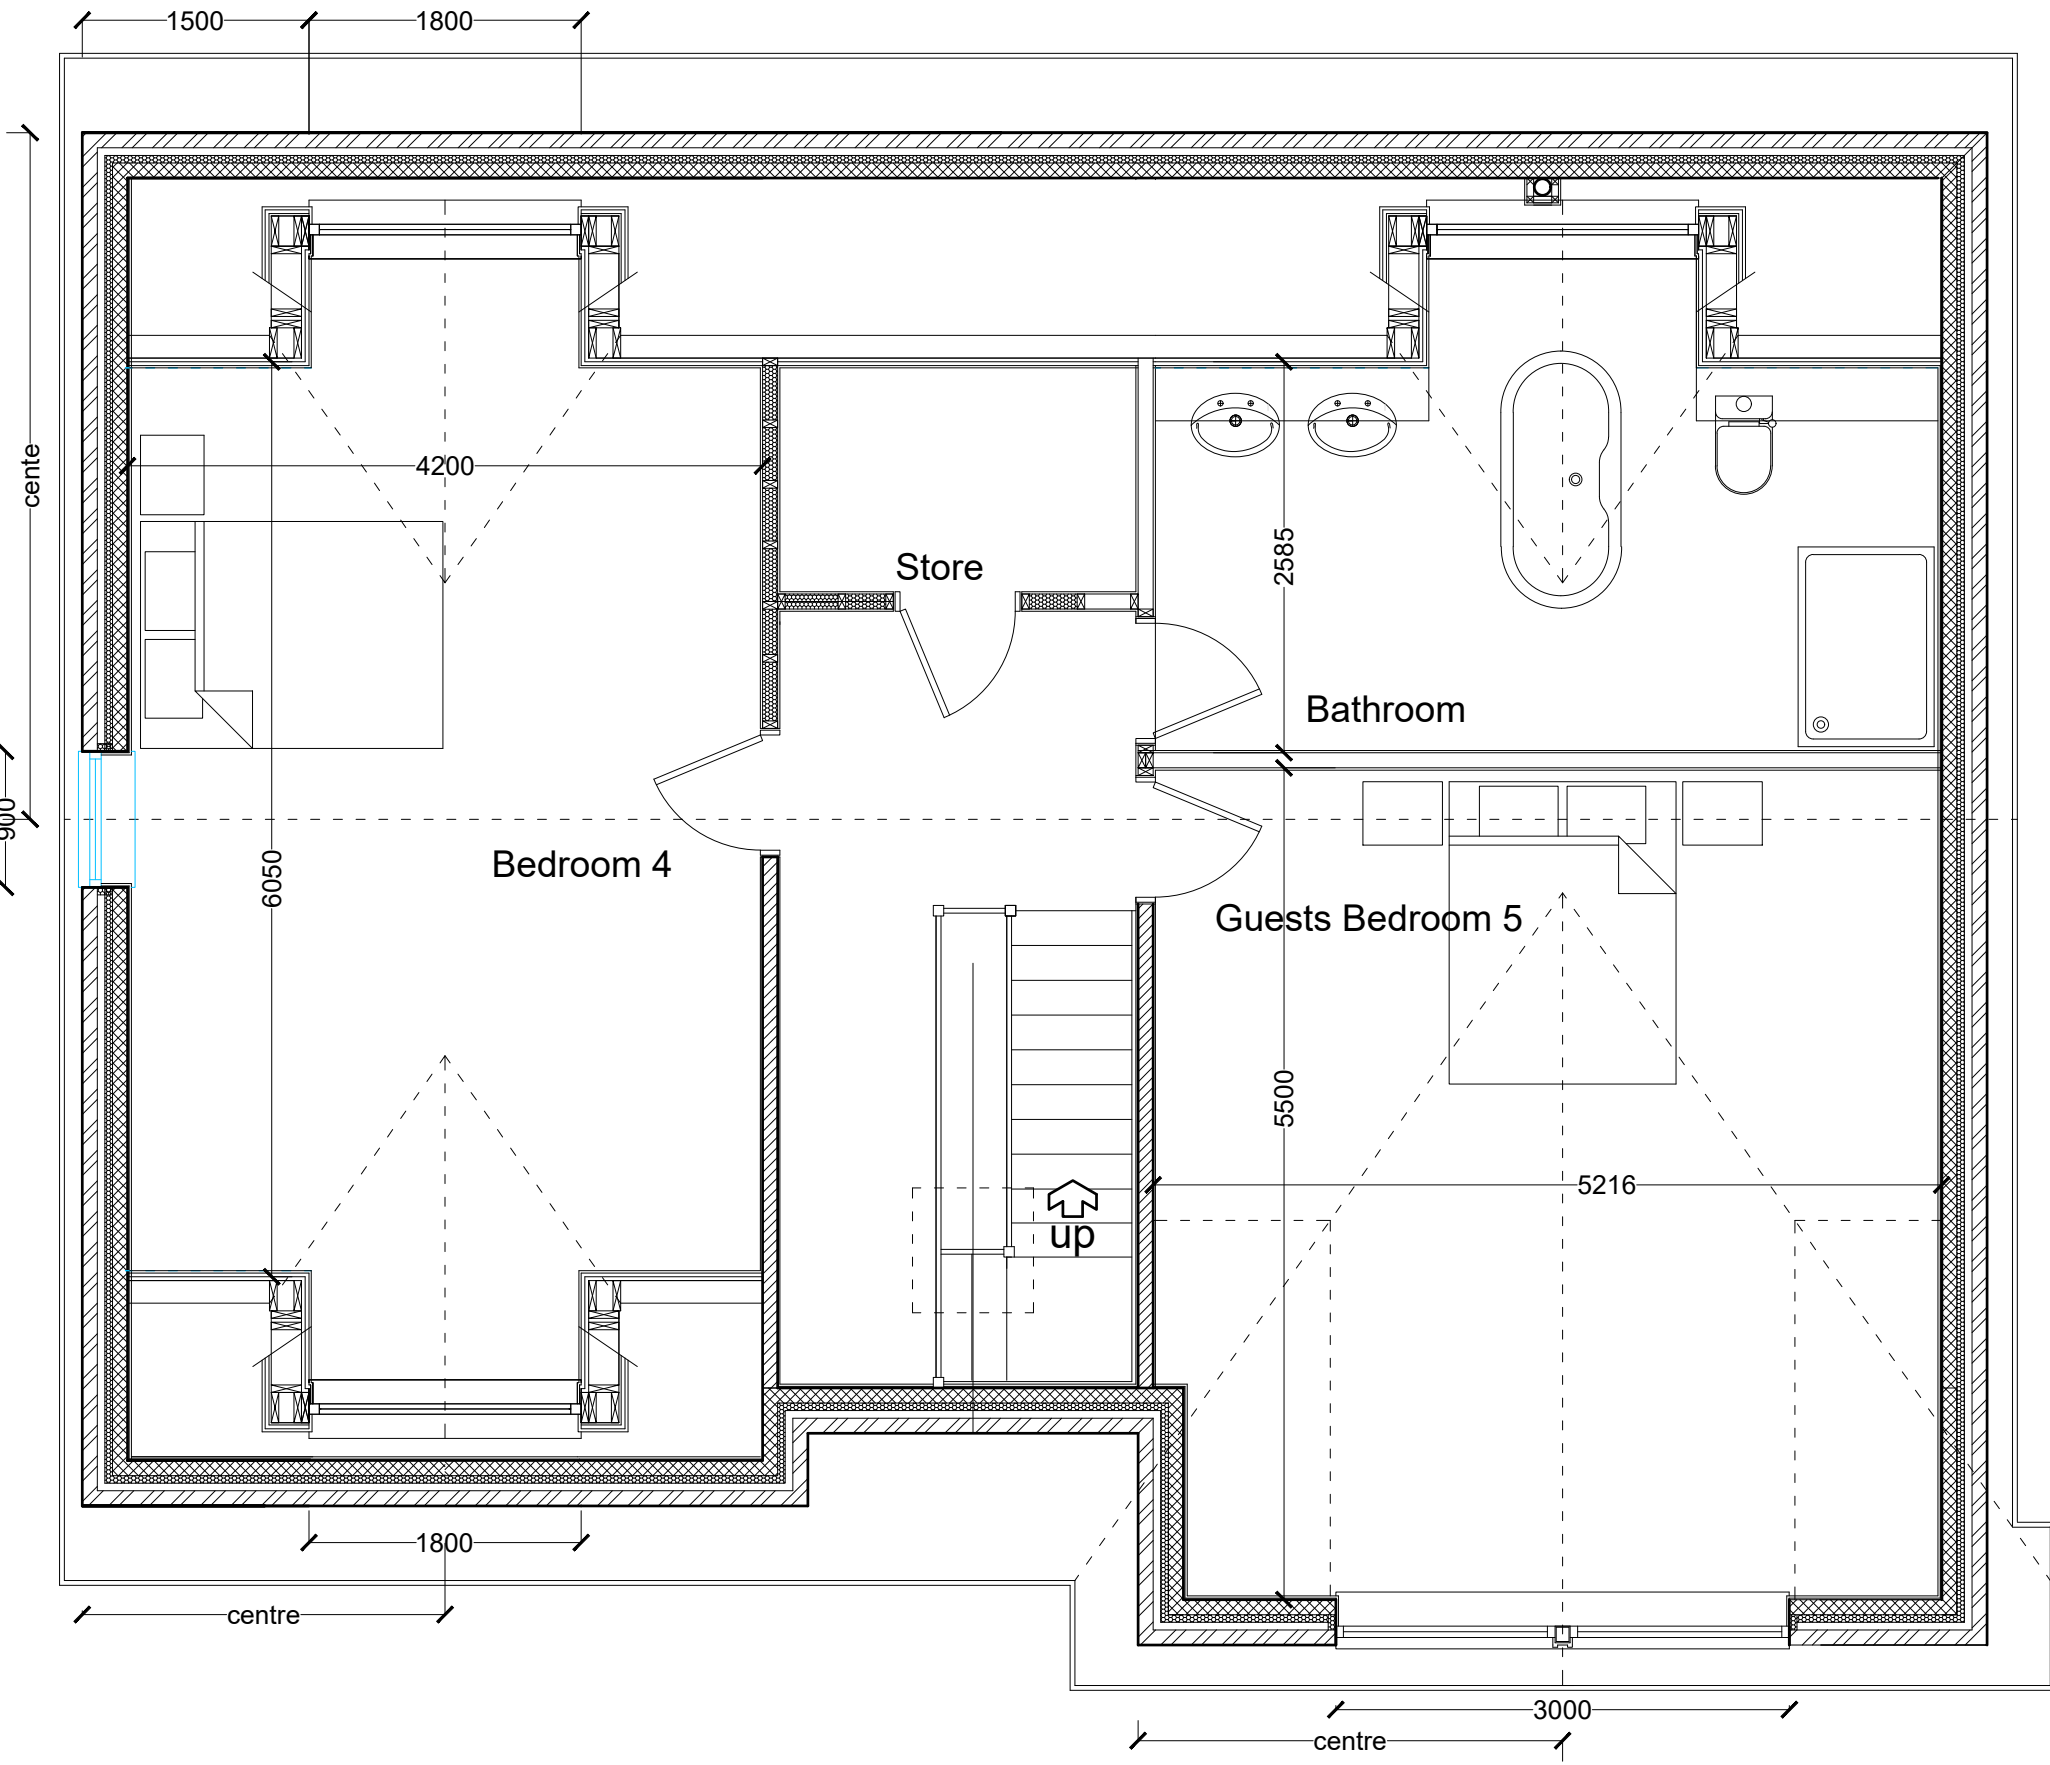 1500
1800
cente
4200
Store
2585
Bathroom
900
Bedroom 4
6050
Guests Bedroom 5
5500
5216
up
1800
centre
3000
centre